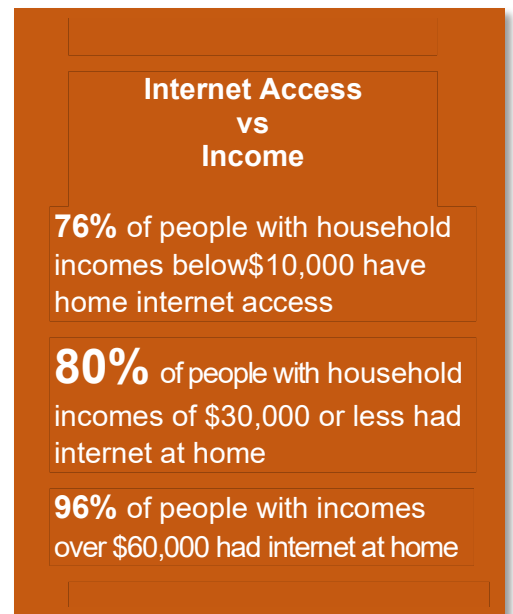 Internet Access
vs
Income
76% of people with household
incomes below$10,000 have
home internet access
80% of people with household
incomes of $30,000 or less had
internet at home
96% of people with incomes
over $60,000 had internet at home